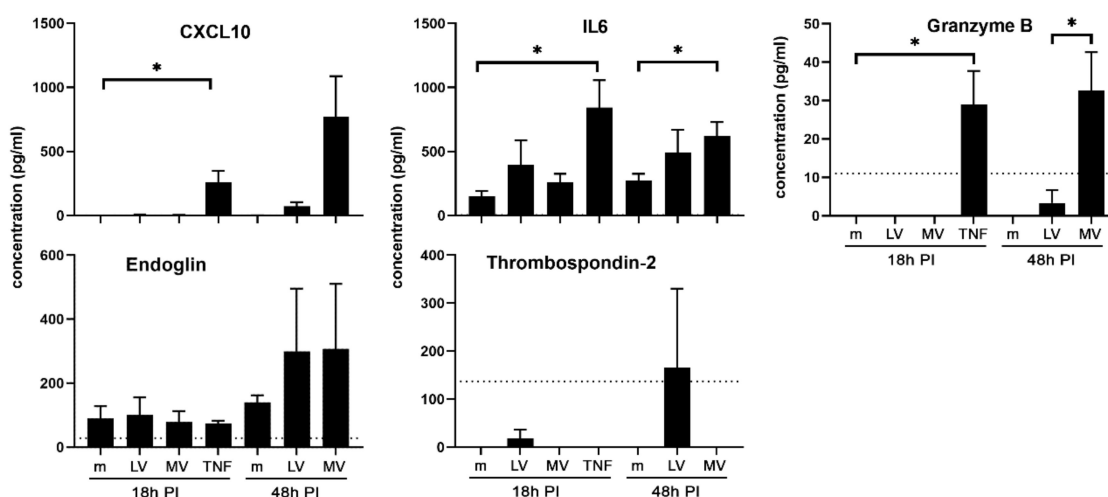 CXCL10
concentration (pg/ml)
1500
1000
500
0
*
IL6
1500
1000
500
0
* *
Granzyme B
concentration (pg/ml)
50
40
30
20
10
0
* *
m LV MV TNF m LV MV
18h PI 48h PI
Endoglin
concentration (pg/ml)
600
400
200
0
m LV MV TNF m LV MV
18h PI 48h PI
Thrombospondin-2
400
300
200
100
0
m LV MV TNF m LV MV
18h PI 48h PI